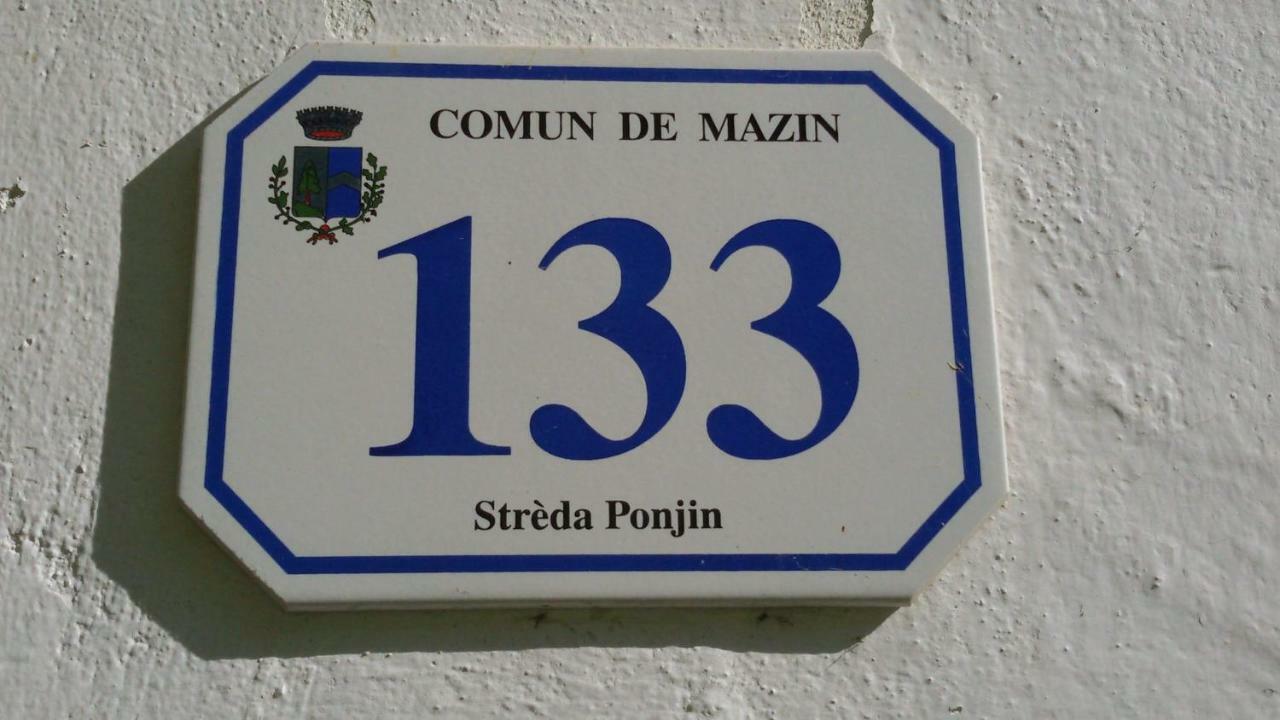 COMUN DE MAZIN
133
Strèda Ponjin